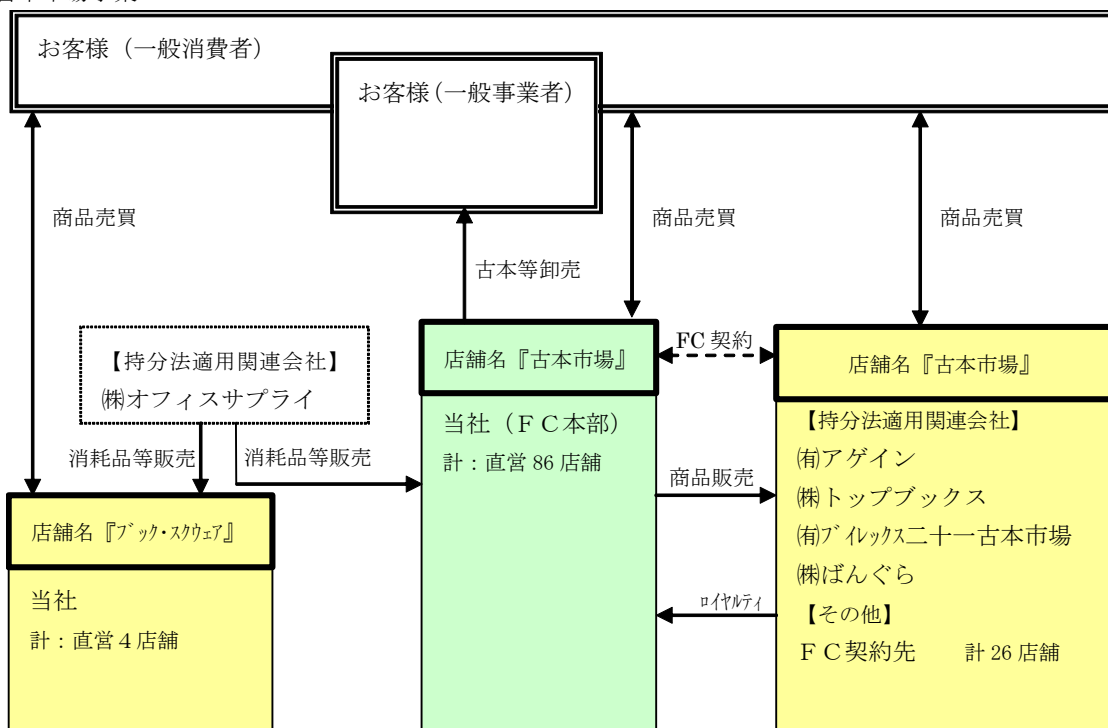 お客様（一般消費者）
お客様（一般事業者）
商品売買
商品売買
商品売買
古本等卸売
【持分法適用関連会社】
㈱オフィスサプライ
店舗名『古本市場』
FC 契約
店舗名『古本市場』
消耗品等販売
消耗品等販売
当社（ＦＣ本部）
計：直営 86 店舗
商品販売
【持分法適用関連会社】
㈲アゲイン
㈱トップブックス
㈲ﾌﾞｲﾚｯｸｽ二十一古本市場
㈱ばんぐら
【その他】
ＦＣ契約先　　計 26 店舗
ﾛｲﾔﾙﾃｨ
店舗名『ﾌﾞｯｸ･ｽｸｳｪｱ』
当社
計：直営４店舗